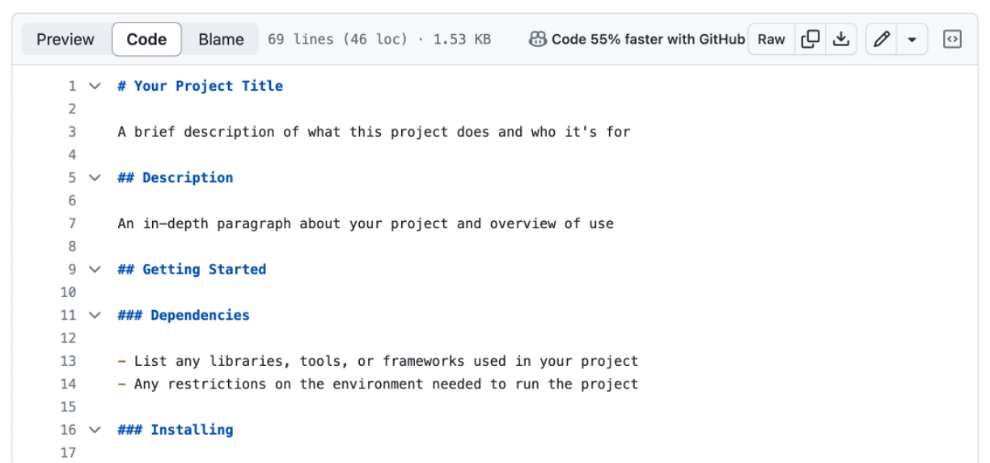 Preview Code Blame 69 lines (46 loc) · 1.53 KB Code 55% faster with GitHub Raw
1 # Your Project Title
2
3 A brief description of what this project does and who it's for
4
5 ## Description
6
7 An in-depth paragraph about your project and overview of use
8
9 ## Getting Started
10
11 ### Dependencies
12
13 - List any libraries, tools, or frameworks used in your project
14 - Any restrictions on the environment needed to run the project
15
16 ### Installing
17